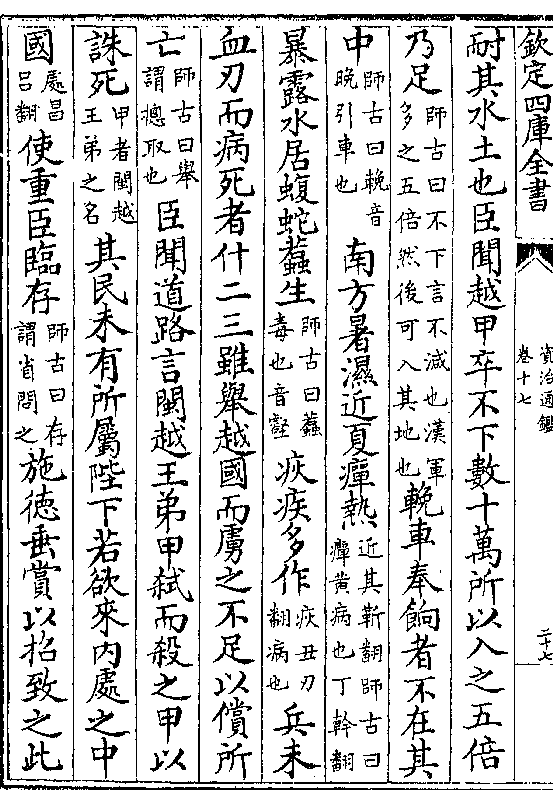 欽定四庫全書
資治通鑑
卷十七
二十七
耐其水土也臣聞越甲卒不下數十萬所以入之五倍
乃足師古曰不下言不減也漢軍多之五倍然後可入其地也輓車奉餉者不在其
中師古曰輓音晚引車也南方暑濕近夏癉熱近其靳翻師古曰癉黄病也丁幹翻
暴露水居蝮蛇蠚生師古曰蠚毒也音壑疢疾多作疢丑刃翻病也兵未
血刃而病死者什二三雖舉越國而虜之不足以償所
亡師古曰舉謂摠取也臣聞道路言閩越王弟甲弑而殺之甲以
誅死甲者閩越王弟之名其民未有所屬陛下若欲來内處之中
國處昌吕翻使重臣臨存師古曰存謂省問之施徳垂賞以招致之此